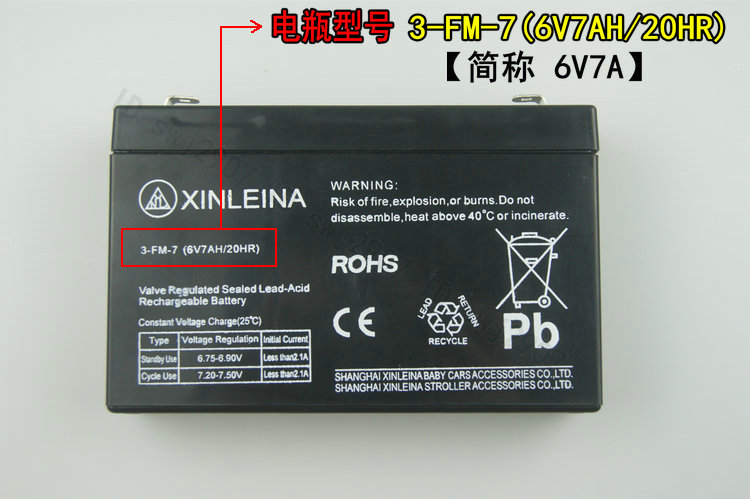 电瓶型号 3-FM-7(6V7AH/20HR)
【简称 6V7A】
XINLEINA
3-FM-7 (6V7AH/20HR)
Valve Regulated Sealed Lead-Acid
Rechargeable Battery
Constant Voltage Charge(25℃)
Type Voltage Regulation Initial Current
Standby Use 6.75-6.90V Less than2.1A
Cycle Use 7.20-7.50V Less than2.1A
WARNING:
Risk of fire,explosion,or burns.Do not
disassemble,heat above 40℃ or incinerate.
ROHS
CE
LEAD RETURN
RECYCLE
Pb
SHANGHAI XINLEINA BABY CARS ACCESSORIES CO.,LTD.
SHANGHAI XINLEINA STROLLER ACCESSORIES CO.,LTD.